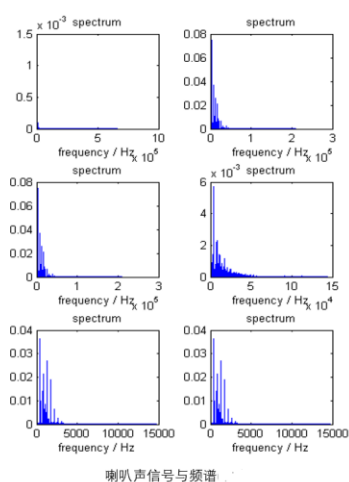 x 10⁻³ spectrum
1.5
1
0.5
0
0 5 10
frequency / Hz x 10⁵
spectrum
0.08
0.06
0.04
0.02
0
0 1 2 3
frequency / Hz x 10⁵
spectrum
0.08
0.06
0.04
0.02
0
0 1 2 3
frequency / Hz x 10⁵
x 10⁻³ spectrum
6
4
2
0
0 5 10 15
frequency / Hz x 10⁴
spectrum
0.04
0.03
0.02
0.01
0
0 5000 10000 15000
frequency / Hz
spectrum
0.04
0.03
0.02
0.01
0
0 5000 10000 15000
frequency / Hz
喇叭声信号与频谱